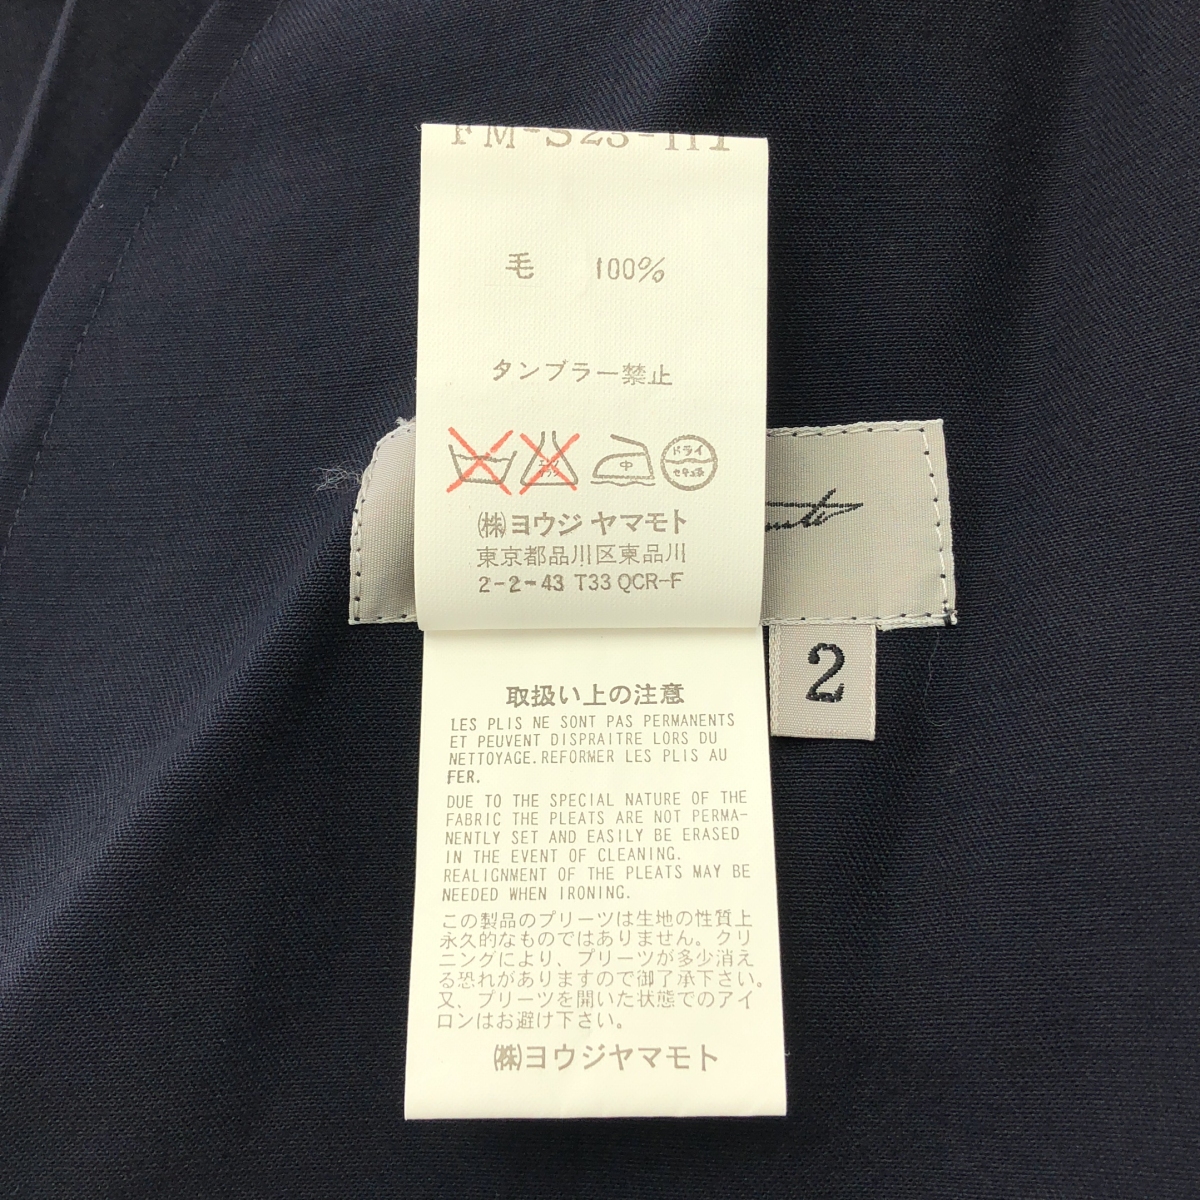 FM-S23-111
毛 100%
タンブラー禁止
エンソ
サラシ
中
ドライ
セキユ系
㈱ヨウジ ヤマモト
東京都品川区東品川
2-2-43 T33 QCR-F
2
取扱い上の注意
LES PLIS NE SONT PAS PERMANENTS
ET PEUVENT DISPRAITRE LORS DU
NETTOYAGE.REFORMER LES PLIS AU
FER.
DUE TO THE SPECIAL NATURE OF THE
FABRIC THE PLEATS ARE NOT PERMA-
NENTLY SET AND EASILY BE ERASED
IN THE EVENT OF CLEANING.
REALIGNMENT OF THE PLEATS MAY BE
NEEDED WHEN IRONING.
この製品のプリーツは生地の性質上
永久的なものではありません。クリ
ニングにより、プリーツが多少消え
る恐れがありますので御了承下さい。
又、プリーツを開いた状態でのアイ
ロンはお避け下さい。
㈱ヨウジヤマモト